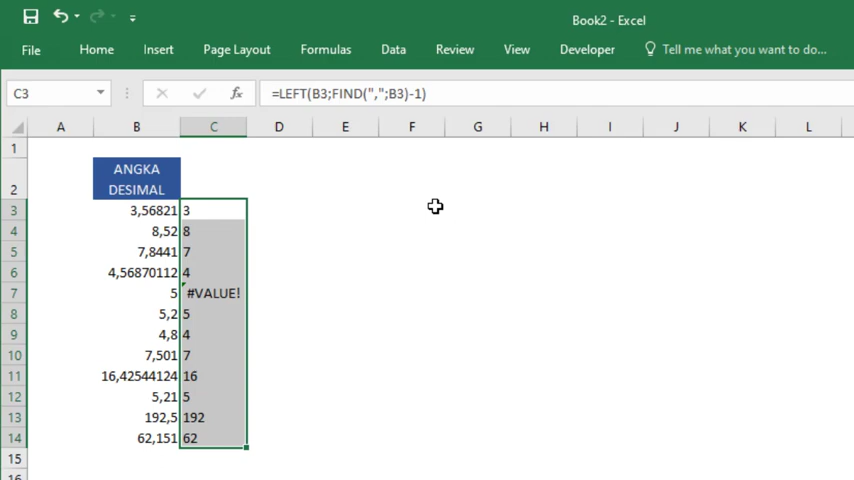 Book2 - Excel
File Home Insert Page Layout Formulas Data Review View Developer Tell me what you want to do...
C3 fx =LEFT(B3;FIND(",";B3)-1)
A B C D E F G H I J K L
1
2 ANGKA DESIMAL
3 3,56821 3
4 8,52 8
5 7,8441 7
6 4,56870112 4
7 5 #VALUE!
8 5,2 5
9 4,8 4
10 7,501 7
11 16,42544124 16
12 5,21 5
13 192,5 192
14 62,151 62
15
16